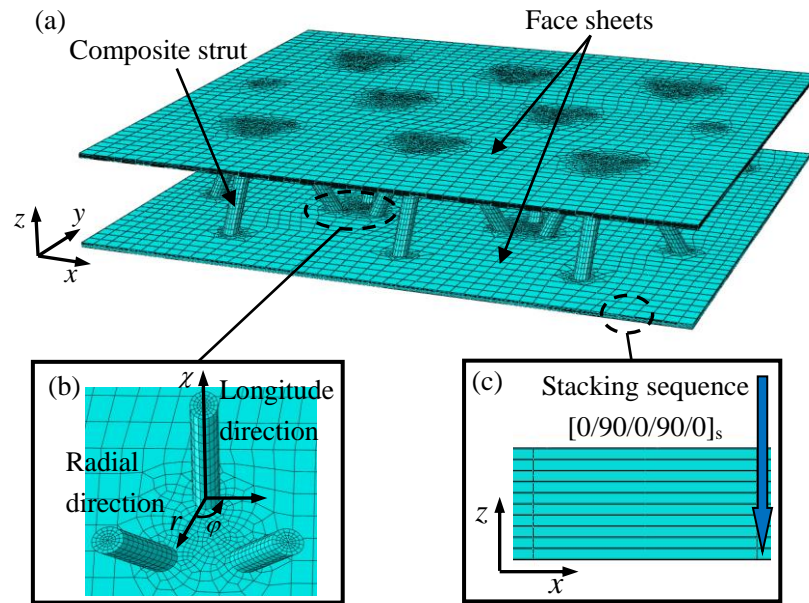 (a)
Face sheets
Composite strut
z
y
x
(b)
χ
Longitude
direction
Radial
direction
r
φ
(c)
Stacking sequence
[0/90/0/90/0]s
z
x